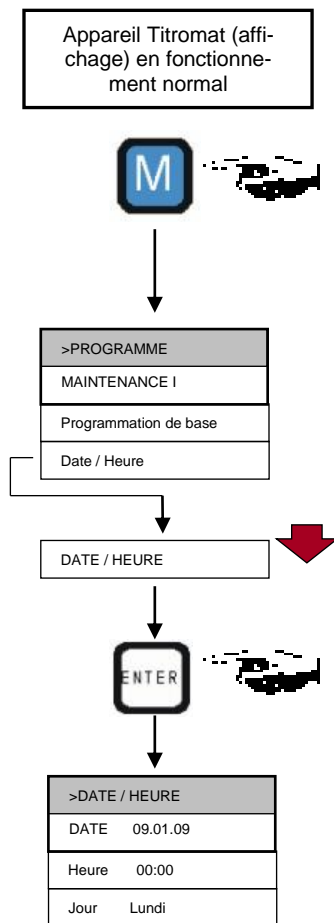 Appareil Titromat (affi-
chage) en fonctionne-
ment normal
M
>PROGRAMME
MAINTENANCE I
Programmation de base
Date / Heure
DATE / HEURE
ENTER
>DATE / HEURE
DATE 09.01.09
Heure 00:00
Jour Lundi